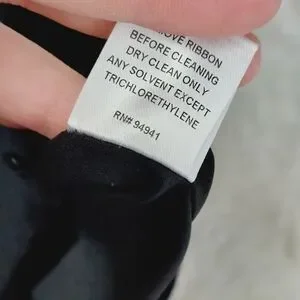 RIBBON
BEFORE CLEANING
DRY CLEAN ONLY
ANY SOLVENT EXCEPT
TRICHLORETHYLENE
RN# 94941